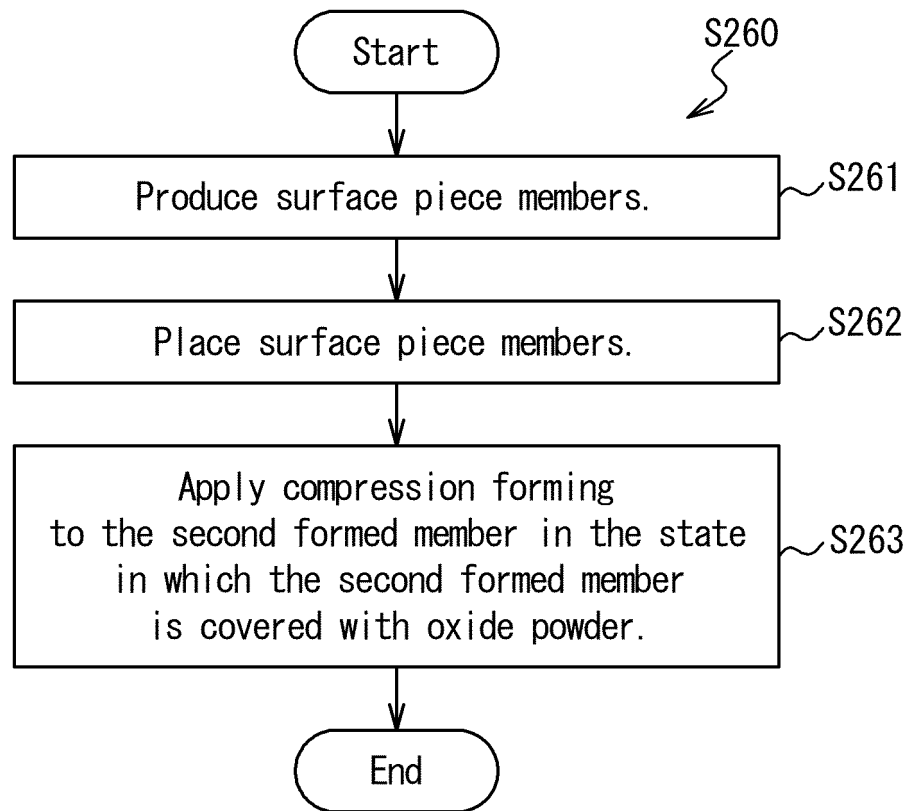 Start
S260
Produce surface piece members.
S261
Place surface piece members.
S262
Apply compression forming
to the second formed member in the state
in which the second formed member
is covered with oxide powder.
S263
End